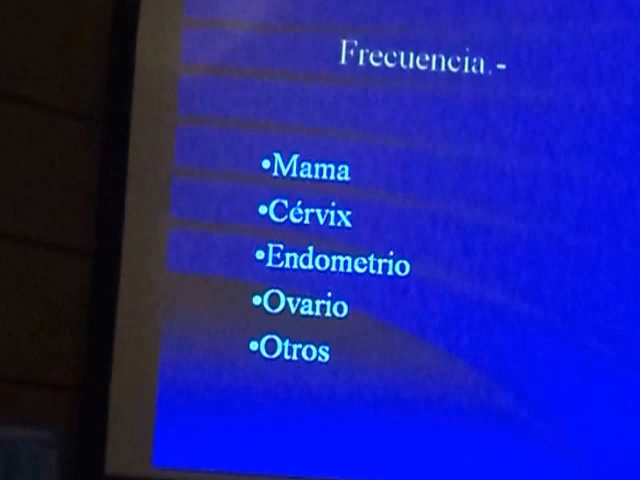 Frecuencia.-
•Mama
•Cérvix
•Endometrio
•Ovario
•Otros